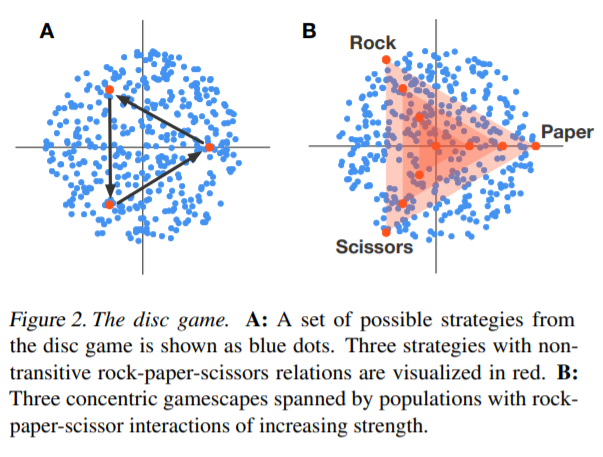 A
B
Rock
Paper
Scissors
Figure 2. The disc game. A: A set of possible strategies from
the disc game is shown as blue dots. Three strategies with non-
transitive rock-paper-scissors relations are visualized in red. B:
Three concentric gamescapes spanned by populations with rock-
paper-scissor interactions of increasing strength.